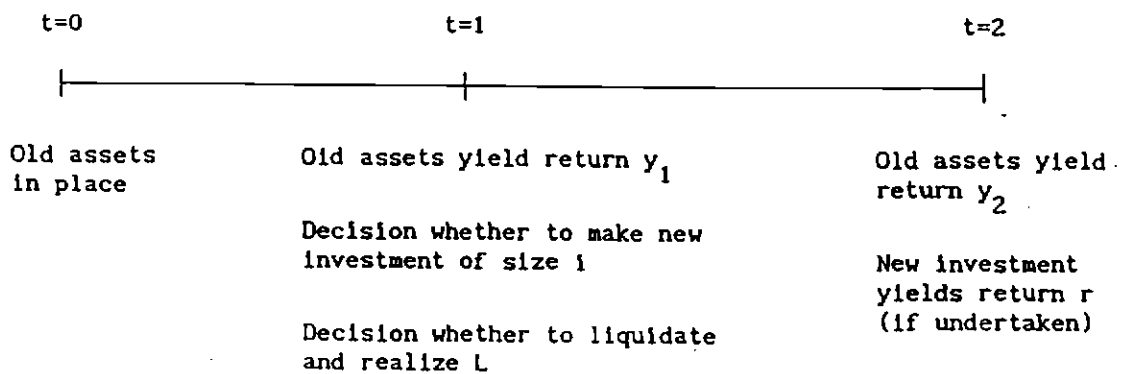 t=0
t=1
t=2
Old assets
in place
Old assets yield return y₁
Decision whether to make new
investment of size i
Decision whether to liquidate
and realize L
Old assets yield
return y₂
New investment
yields return r
(if undertaken)